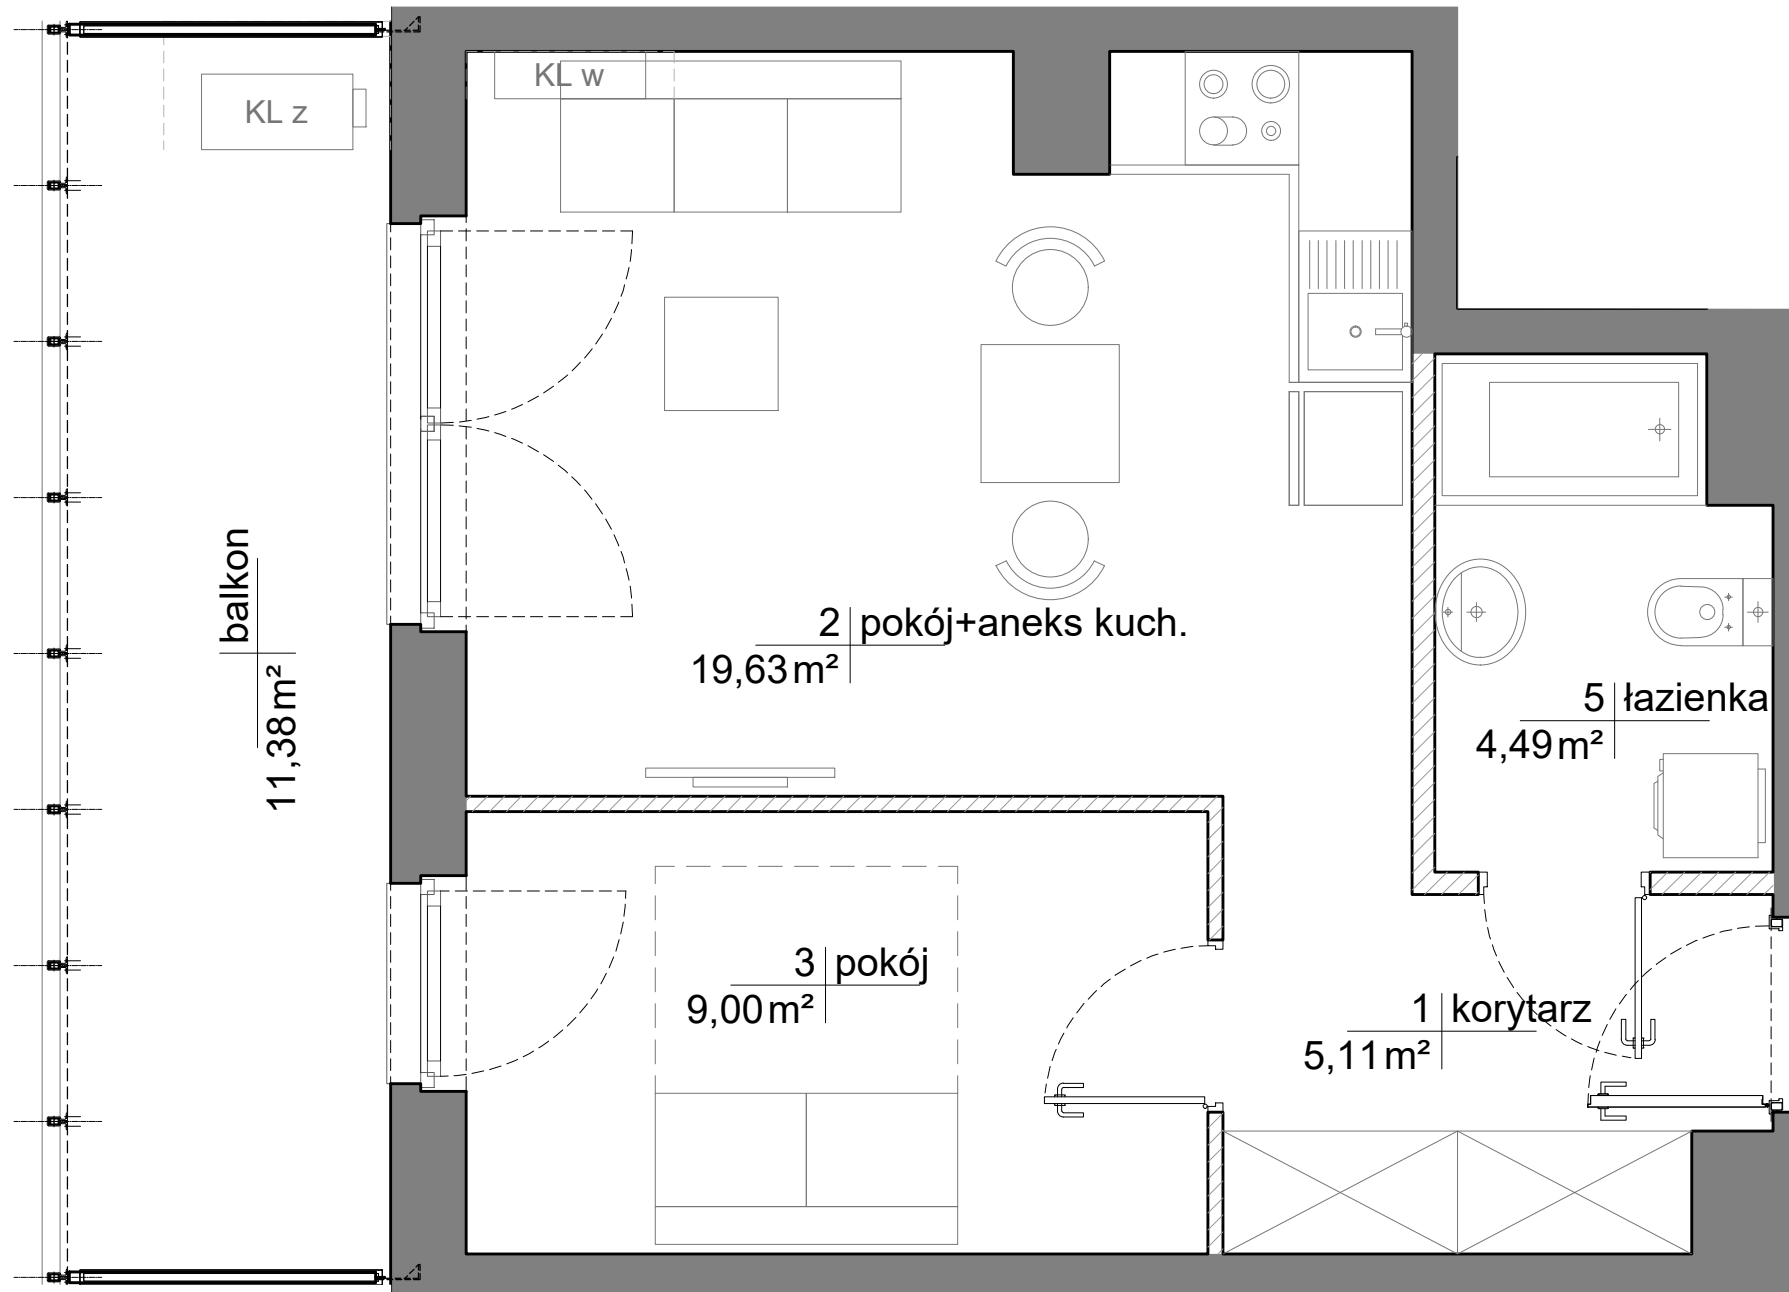 KL w
KL z
balkon
11,38 m²
2 pokój+aneks kuch.
19,63 m²
5 łazienka
4,49 m²
3 pokój
9,00 m²
1 korytarz
5,11 m²